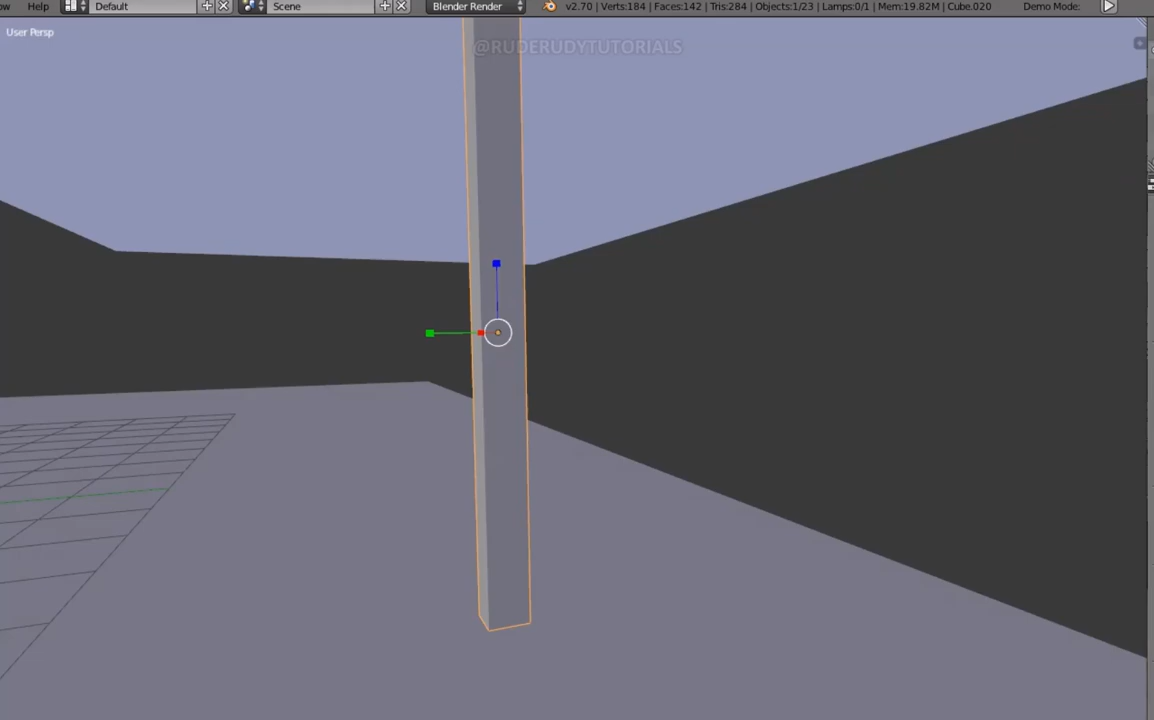 ow Help Default Scene Blender Render v2.70 | Verts:184 | Faces:142 | Tris:284 | Objects:1/23 | Lamps:0/1 | Mem:19.82M | Cube.020 Demo Mode:
User Persp
@RUDERUDYTUTORIALS